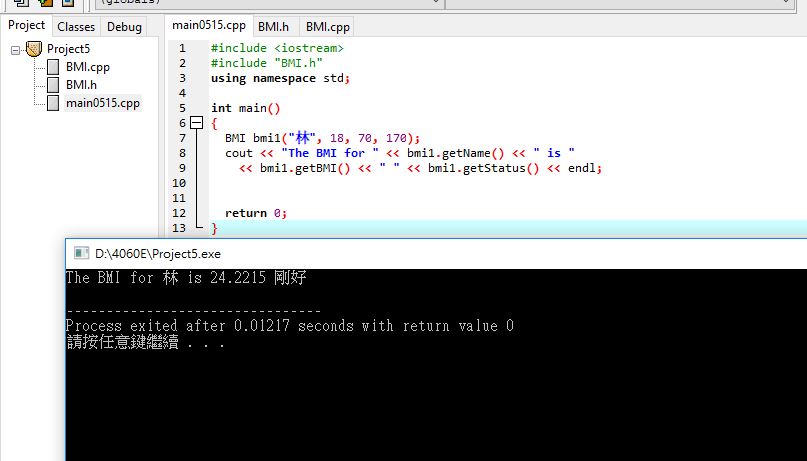 (globals)
Project Classes Debug
main0515.cpp BMI.h BMI.cpp
Project5
BMI.cpp
BMI.h
main0515.cpp
1 #include <iostream>
2 #include "BMI.h"
3 using namespace std;
4
5 int main()
6 {
7 BMI bmi1("林", 18, 70, 170);
8 cout << "The BMI for " << bmi1.getName() << " is "
9 << bmi1.getBMI() << " " << bmi1.getStatus() << endl;
10
11
12 return 0;
13 }
D:\4060E\Project5.exe
The BMI for 林 is 24.2215 剛好
--------------------------------
Process exited after 0.01217 seconds with return value 0
請按任意鍵繼續 . . .